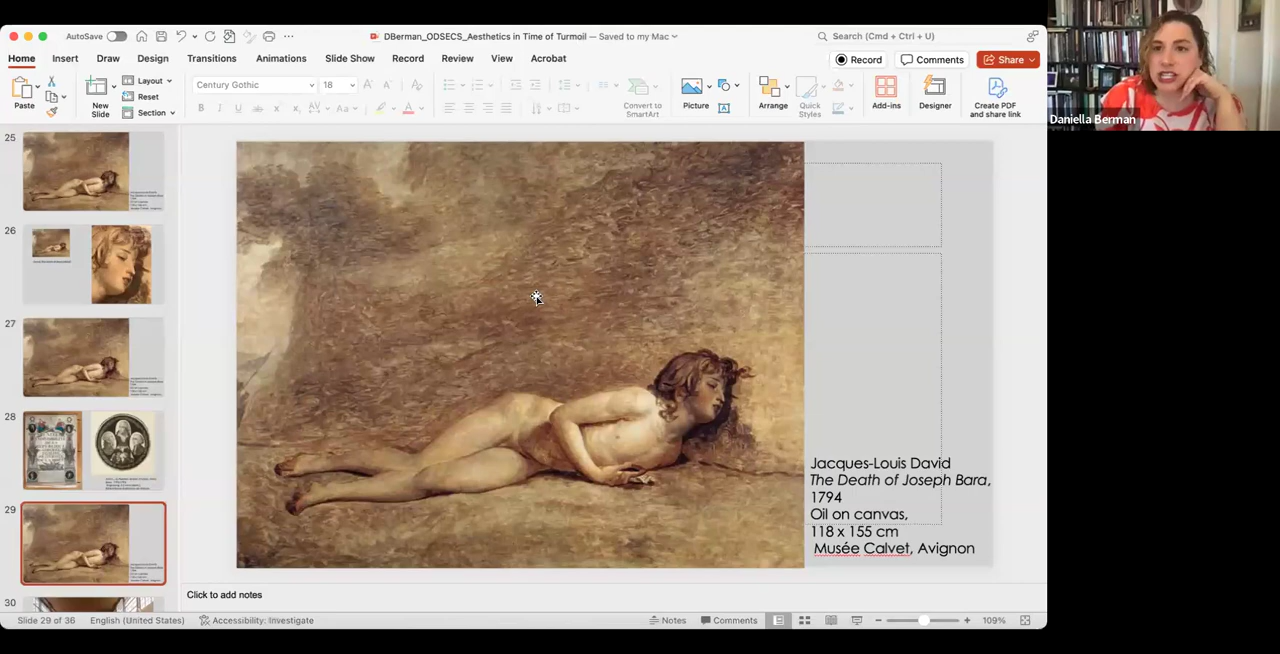 AutoSave
DBerman_ODSECS_Aesthetics in Time of Turmoil — Saved to my Mac
Search (Cmd + Ctrl + U)
Home Insert Draw Design Transitions Animations Slide Show Record Review View Acrobat
Record Comments Share
Paste
New Slide
Layout
Reset
Section
Century Gothic 18
Convert to SmartArt
Picture
Arrange
Quick Styles
Add-ins
Designer
Create PDF and share link
Daniella Berman
25
26
27
28
29
30
Jacques-Louis David
The Death of Joseph Bara,
1794
Oil on canvas,
118 x 155 cm
Musée Calvet, Avignon
Click to add notes
Slide 29 of 36 English (United States) Accessibility: Investigate Notes Comments 109%